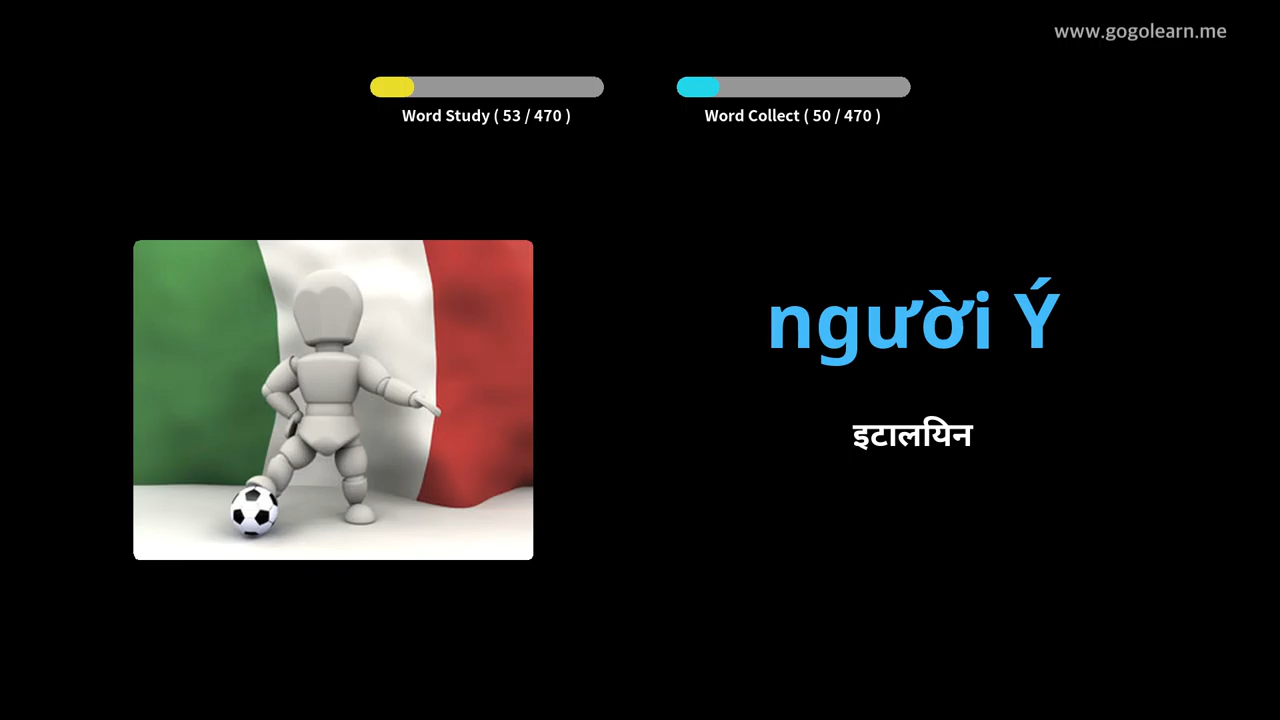 www.gogolearn.me
Word Study ( 53 / 470 )
Word Collect ( 50 / 470 )
người Ý
इटालयिन